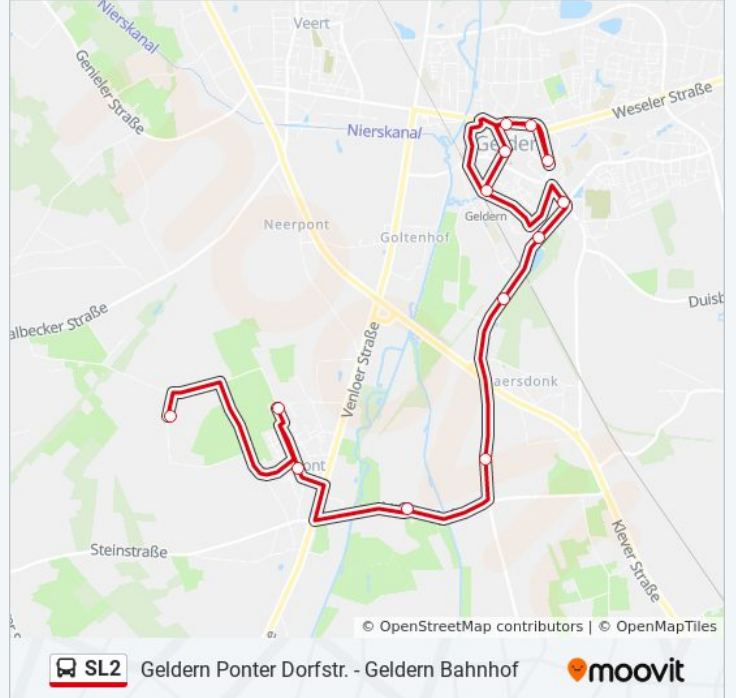 Nierskanal
Veert
Genieler Straße
Weseler Straße
Nierskanal
Geldern
Geldern
Neerpont
Goltenhof
Duisb
albecker Straße
Venloer Straße
aersdonk
ont
Klever Straße
Steinstraße
e
© OpenStreetMap contributors | © OpenMapTiles
SL2 Geldern Ponter Dorfstr. - Geldern Bahnhof moovit